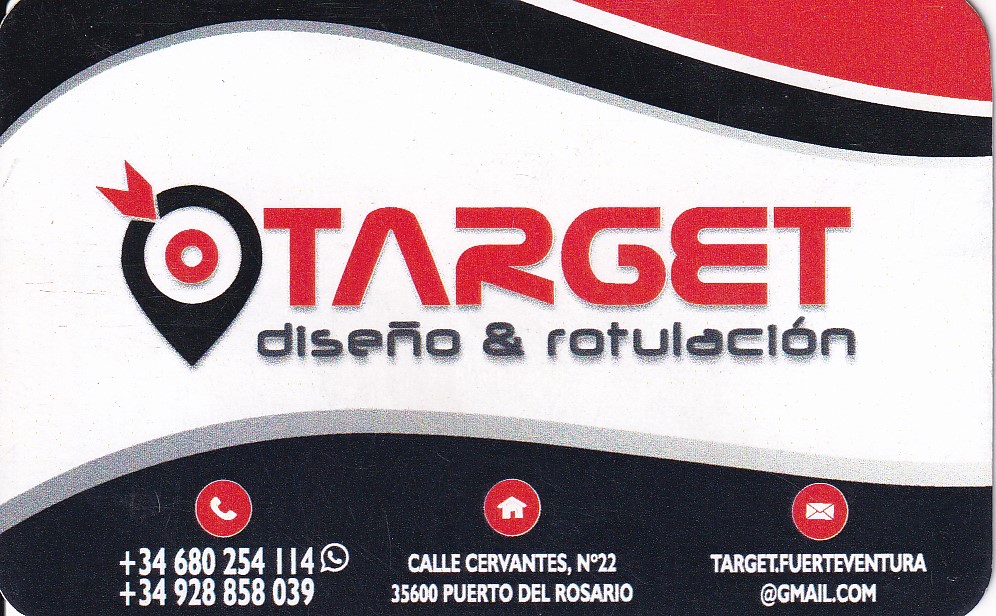 TARGET
diseño & rotulación
+34 680 254 114
+34 928 858 039
CALLE CERVANTES, Nº22
35600 PUERTO DEL ROSARIO
TARGET.FUERTEVENTURA
@GMAIL.COM